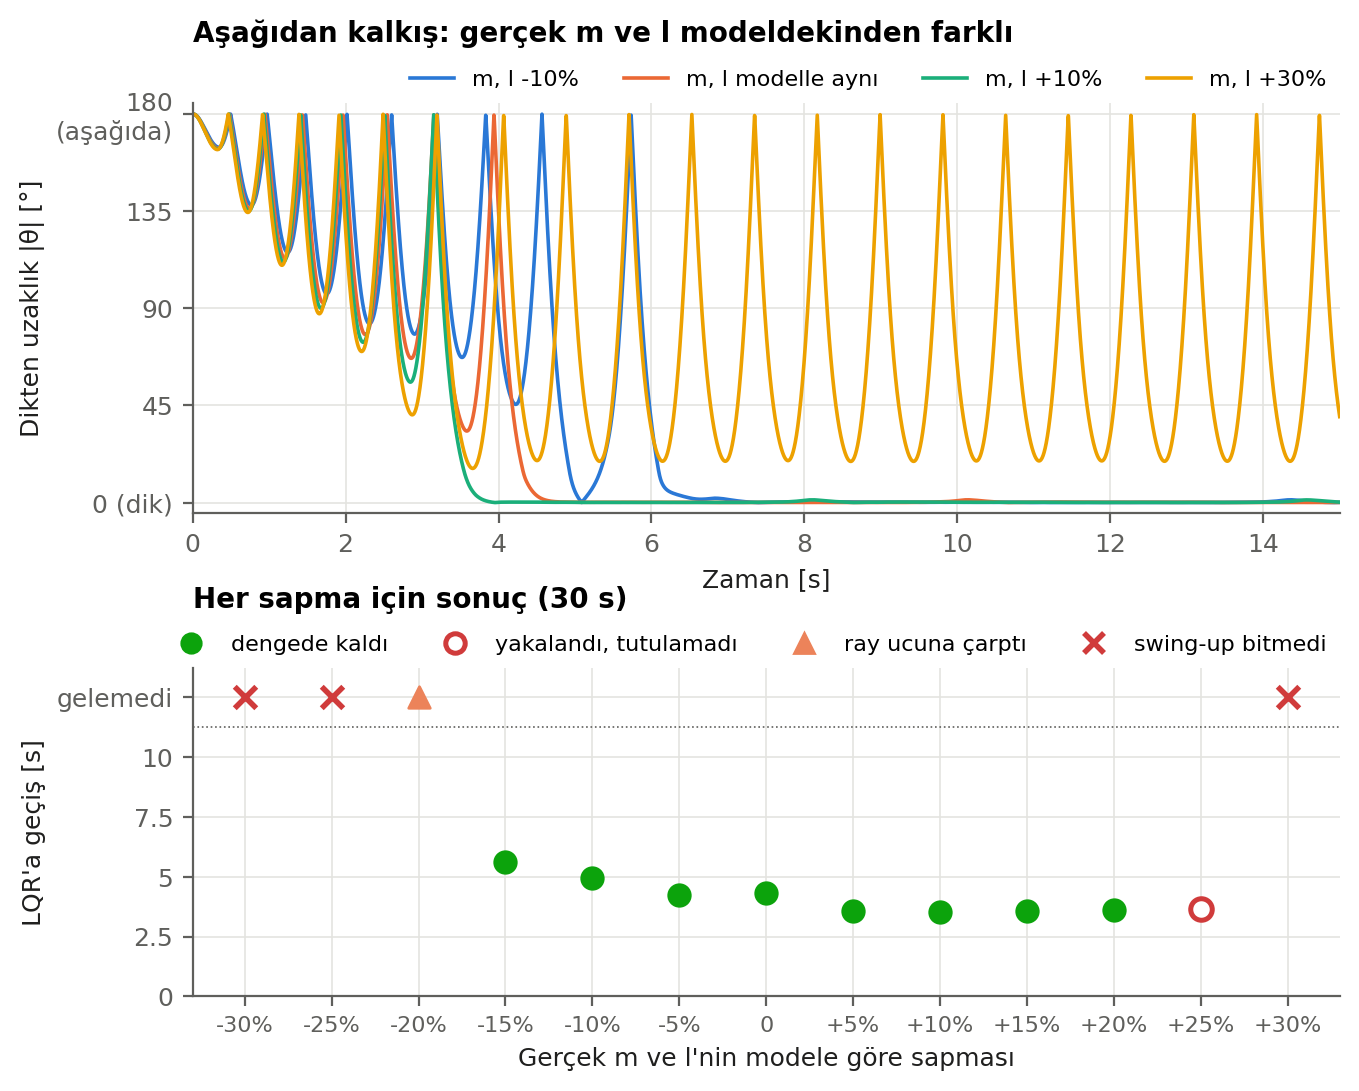 Aşağıdan kalkış: gerçek m ve l modeldekinden farklı
m, l -10%
m, l modelle aynı
m, l +10%
m, l +30%
Dikten uzaklık |θ| [°]
180
(aşağıda)
135
90
45
0 (dik)
0 2 4 6 8 10 12 14
Zaman [s]
Her sapma için sonuç (30 s)
dengede kaldı
yakalandı, tutulamadı
ray ucuna çarptı
swing-up bitmedi
LQR'a geçiş [s]
gelemedi
10
7.5
5
2.5
0
-30% -25% -20% -15% -10% -5% 0 +5% +10% +15% +20% +25% +30%
Gerçek m ve l'nin modele göre sapması